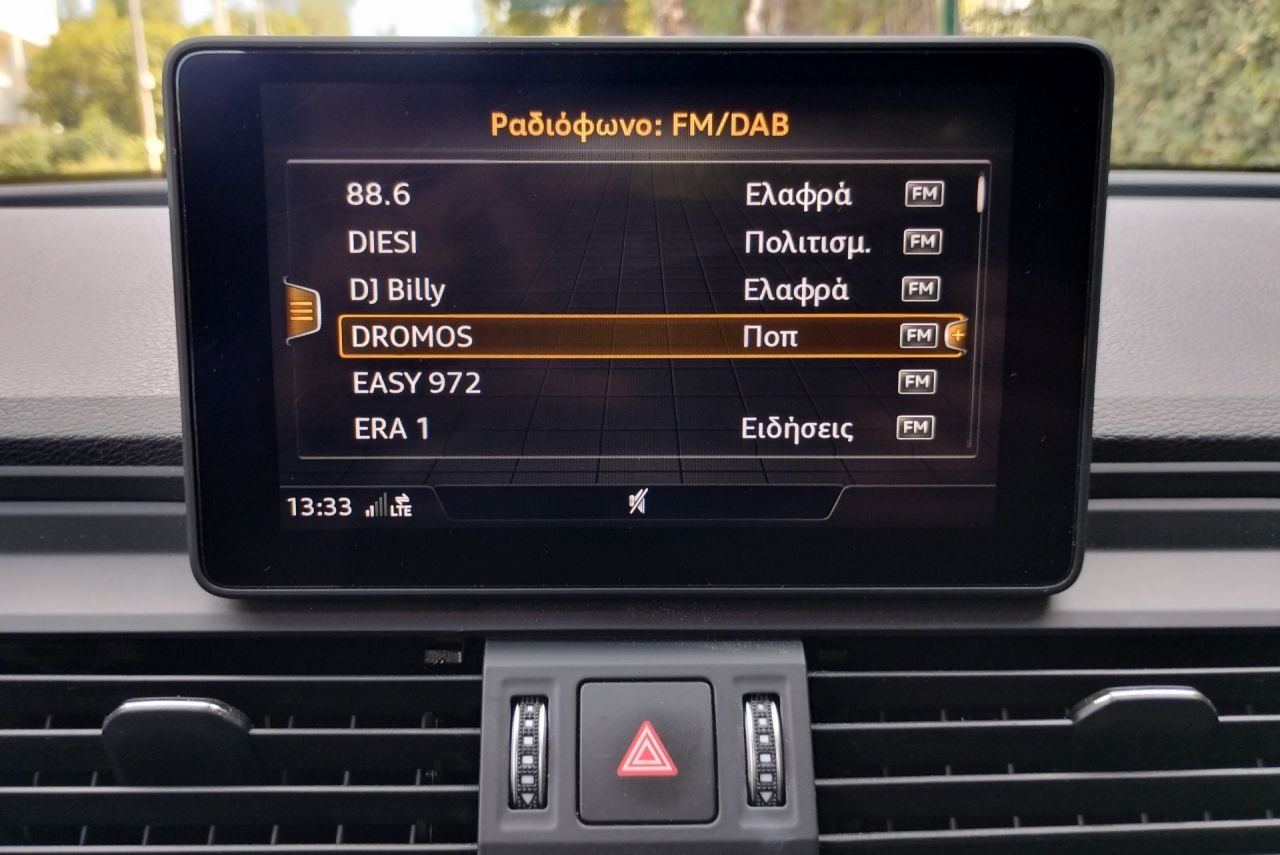 Ραδιόφωνο: FM/DAB
88.6 Ελαφρά FM
DIESI Πολιτισμ. FM
DJ Billy Ελαφρά FM
DROMOS Ποπ FM +
EASY 972 FM
ERA 1 Ειδήσεις FM
13:33 LTE